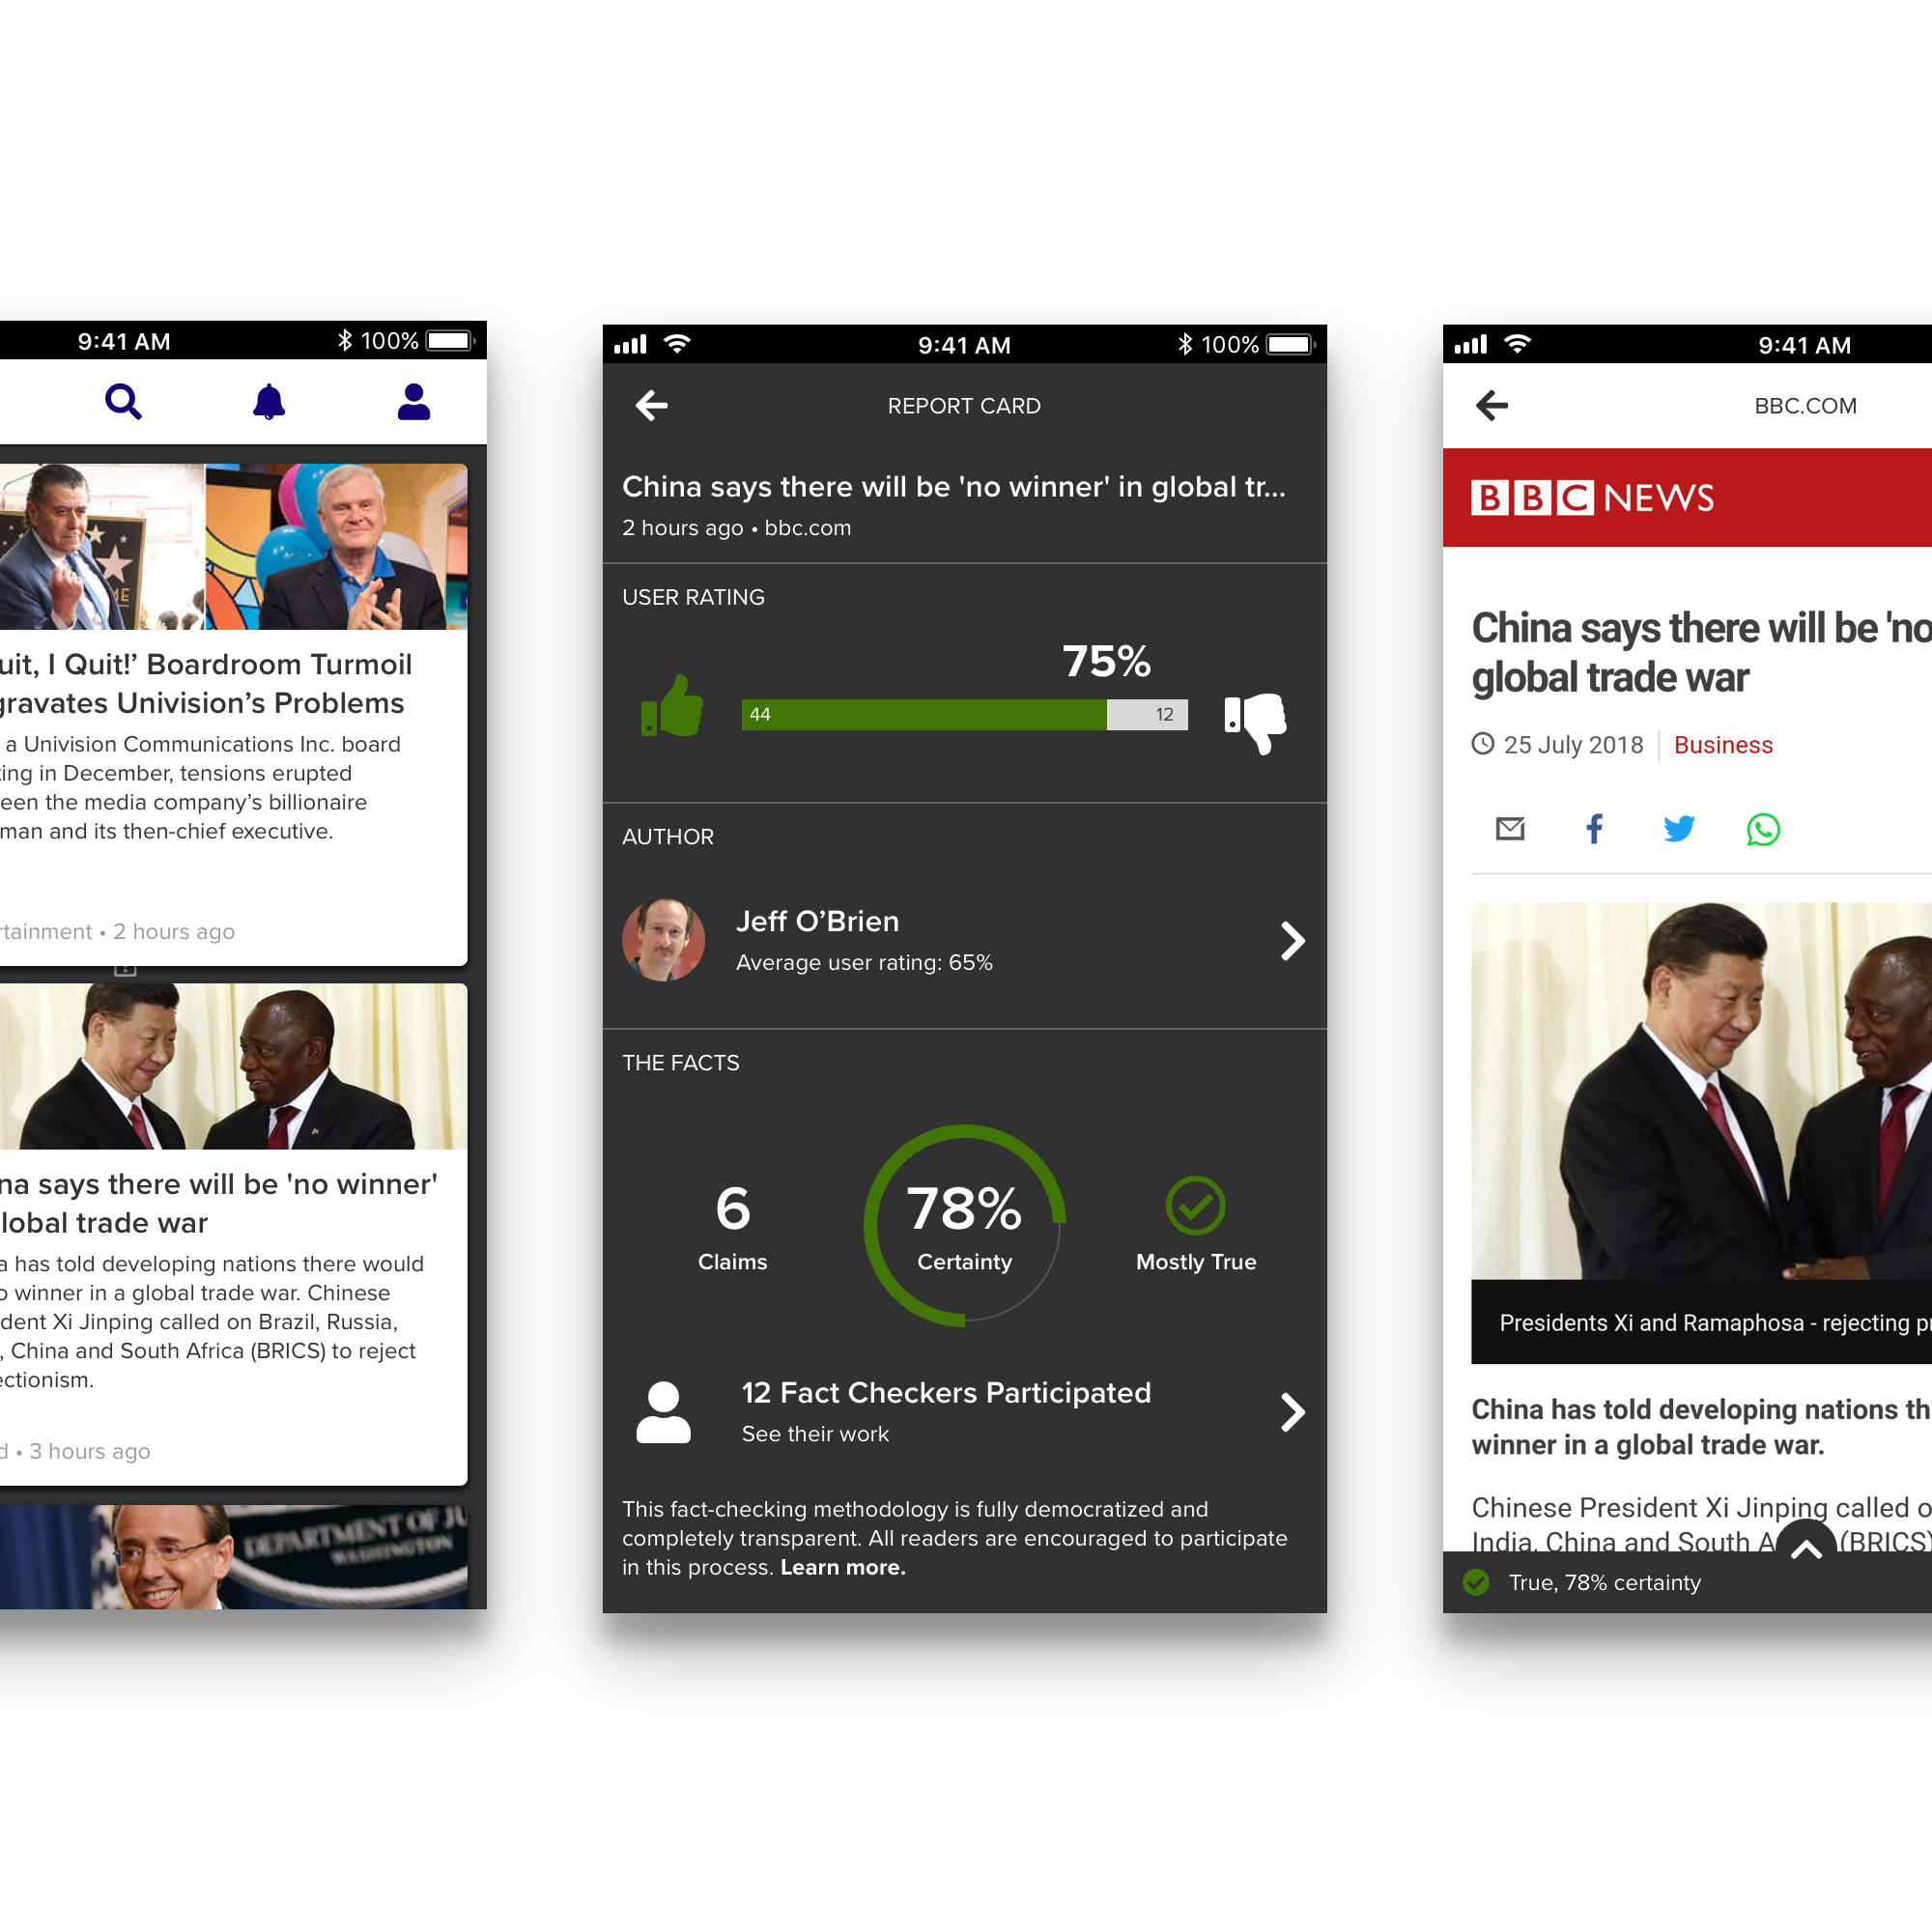 9:41 AM
100%
uit, I Quit!’ Boardroom Turmoil
gravates Univision’s Problems
a Univision Communications Inc. board
ting in December, tensions erupted
een the media company’s billionaire
man and its then-chief executive.
rtainment • 2 hours ago
na says there will be 'no winner'
lobal trade war
a has told developing nations there would
o winner in a global trade war. Chinese
dent Xi Jinping called on Brazil, Russia,
, China and South Africa (BRICS) to reject
ectionism.
d • 3 hours ago
DEPARTMENT OF JU
WASHINGTON
9:41 AM
100%
REPORT CARD
China says there will be 'no winner' in global tr...
2 hours ago • bbc.com
USER RATING
75%
44
12
AUTHOR
Jeff O’Brien
Average user rating: 65%
THE FACTS
6
Claims
78%
Certainty
Mostly True
12 Fact Checkers Participated
See their work
This fact-checking methodology is fully democratized and
completely transparent. All readers are encouraged to participate
in this process. Learn more.
9:41 AM
BBC.COM
BBC NEWS
China says there will be 'no
global trade war
25 July 2018
Business
Presidents Xi and Ramaphosa - rejecting pr
China has told developing nations th
winner in a global trade war.
Chinese President Xi Jinping called o
India, China and South A (BRICS)
True, 78% certainty